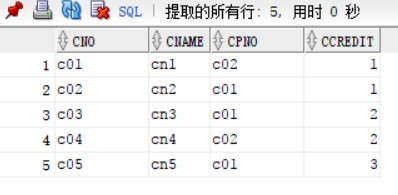 SQL | 提取的所有行: 5, 用时 0 秒
CNO CNAME CPNO CCREDIT
1 c01 cn1 c02 1
2 c02 cn2 c01 1
3 c03 cn3 c01 2
4 c04 cn4 c02 2
5 c05 cn5 c01 3